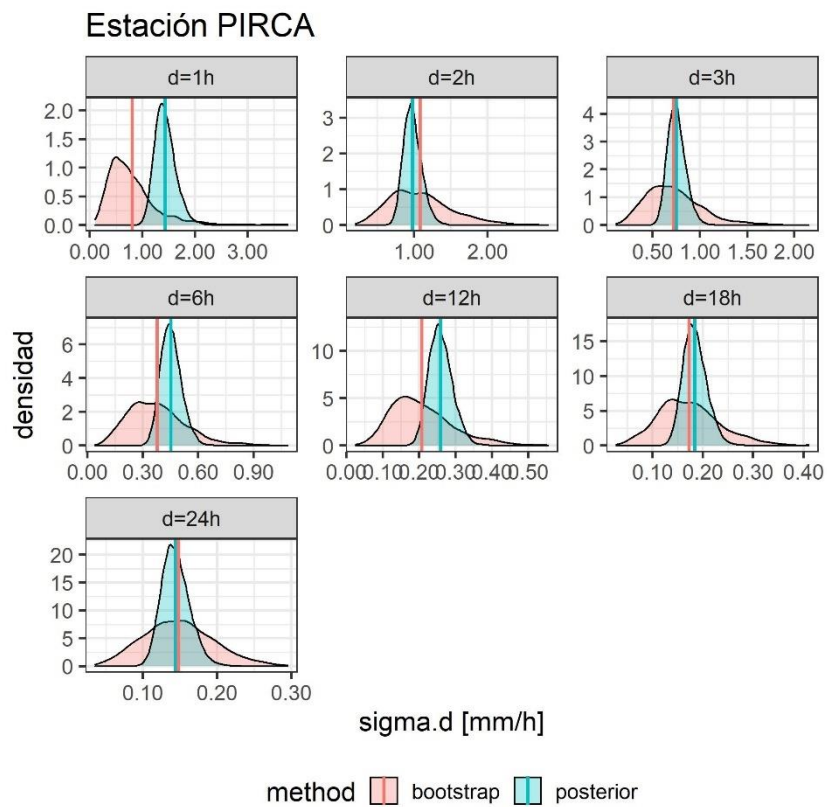 Estación PIRCA
d=1h
d=2h
d=3h
2.0
1.5
1.0
0.5
0.0
0.00 1.00 2.00 3.00
3
2
1
0
1.00 2.00
4
3
2
1
0
0.50 1.00 1.50 2.00
d=6h
d=12h
d=18h
6
4
2
0
0.00 0.30 0.60 0.90
10
5
0
0.00 0.10 0.20 0.30 0.40 0.50
15
10
5
0
0.10 0.20 0.30 0.40
d=24h
20
15
10
5
0
0.10 0.20 0.30
densidad
sigma.d [mm/h]
method bootstrap posterior